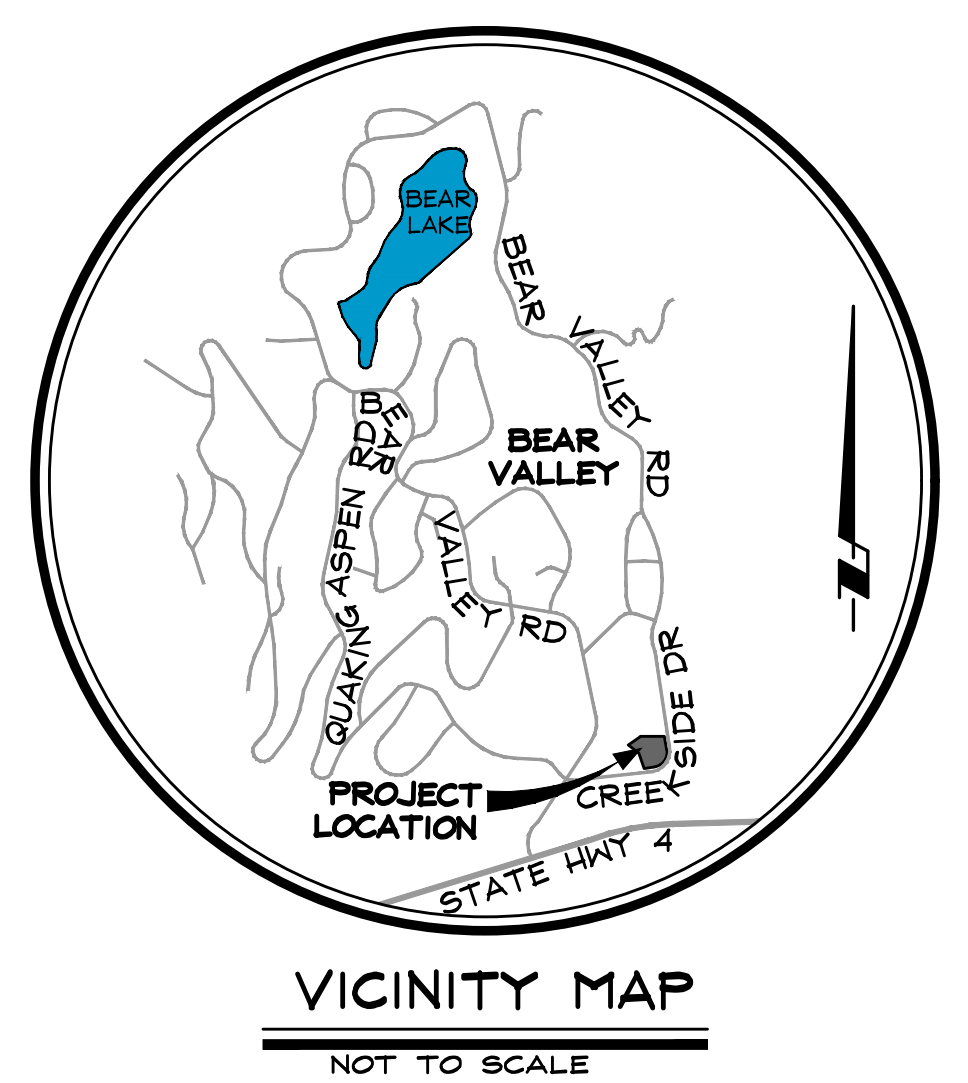 BEAR
LAKE
BEAR VALLEY RD
BEAR VALLEY RD
BEAR
VALLEY
QUAKING ASPEN RD
CREEKSIDE DR
PROJECT
LOCATION
STATE HWY 4
VICINITY MAP
NOT TO SCALE